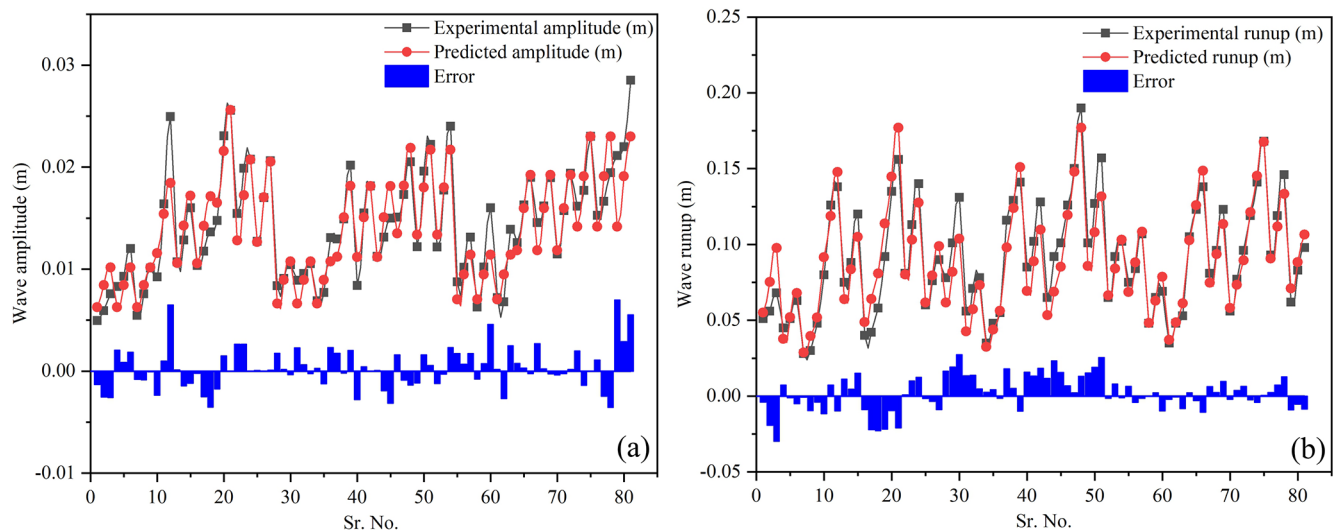 Experimental amplitude (m)
Predicted amplitude (m)
Error
0.03
0.02
0.01
0.00
-0.01
Wave amplitude (m)
0 10 20 30 40 50 60 70 80
Sr. No.
(a)
Experimental runup (m)
Predicted runup (m)
Error
0.25
0.20
0.15
0.10
0.05
0.00
-0.05
Wave runup (m)
0 10 20 30 40 50 60 70 80
Sr. No.
(b)